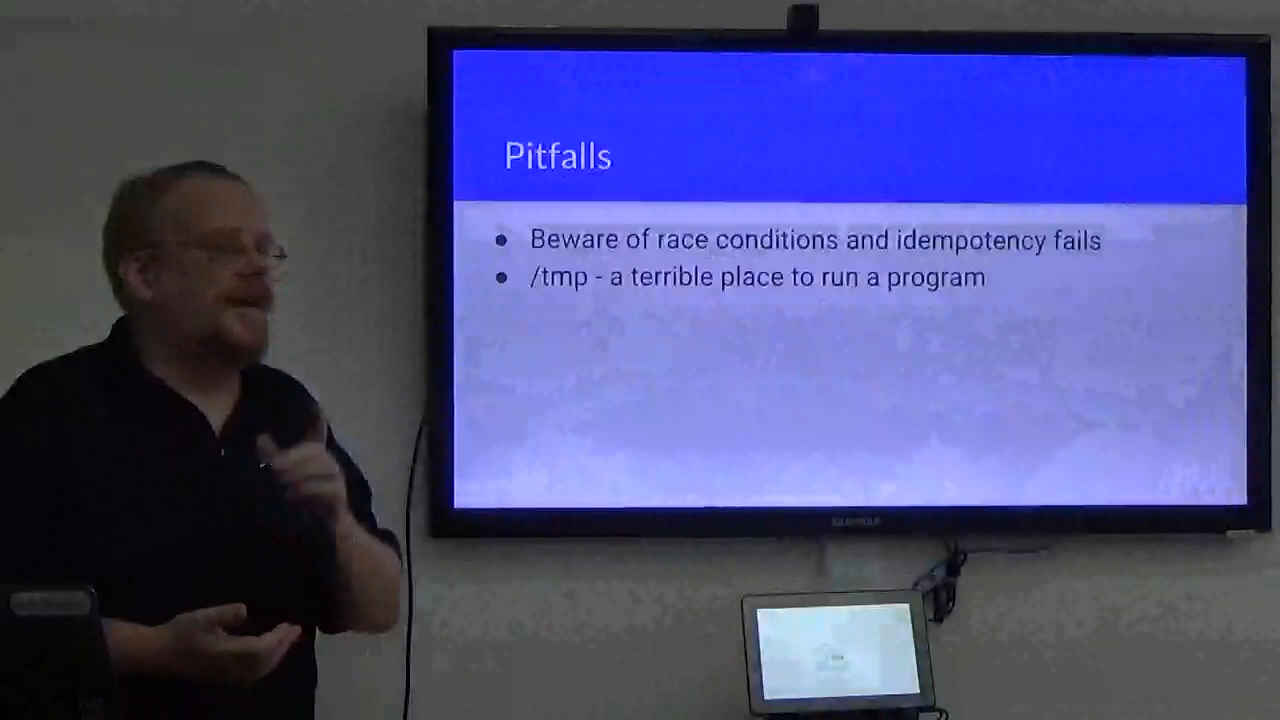 Pitfalls
● Beware of race conditions and idempotency fails
● /tmp - a terrible place to run a program